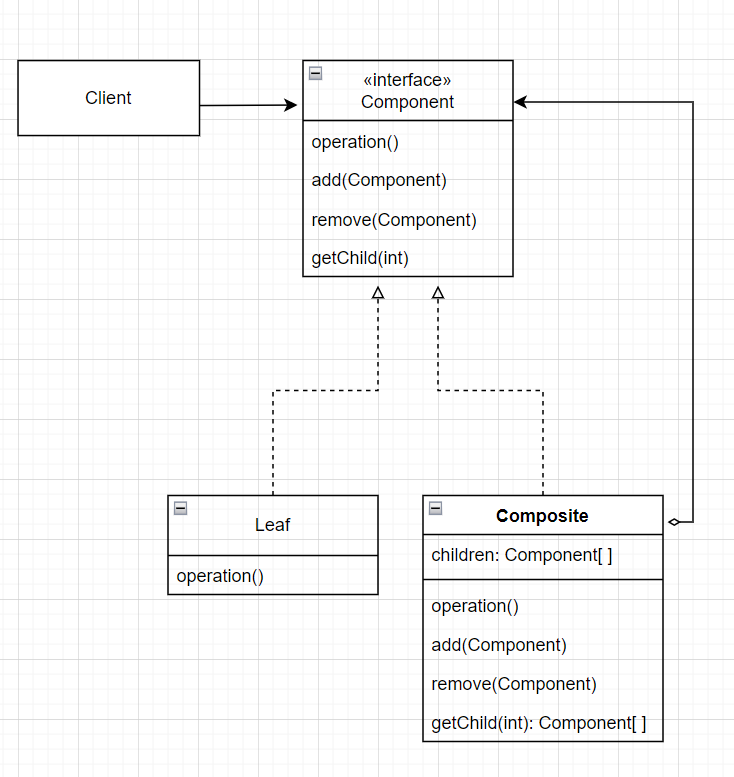 Client
«interface»
Component
operation()
add(Component)
remove(Component)
getChild(int)
Leaf
operation()
Composite
children: Component[ ]
operation()
add(Component)
remove(Component)
getChild(int): Component[ ]